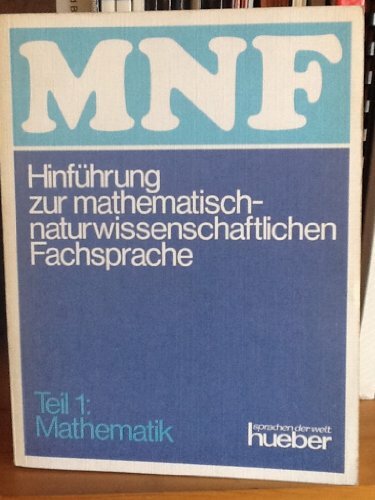 MNF
Hinführung
zur mathematisch-
naturwissenschaftlichen
Fachsprache
Teil 1:
Mathematik
sprachen der welt
hueber